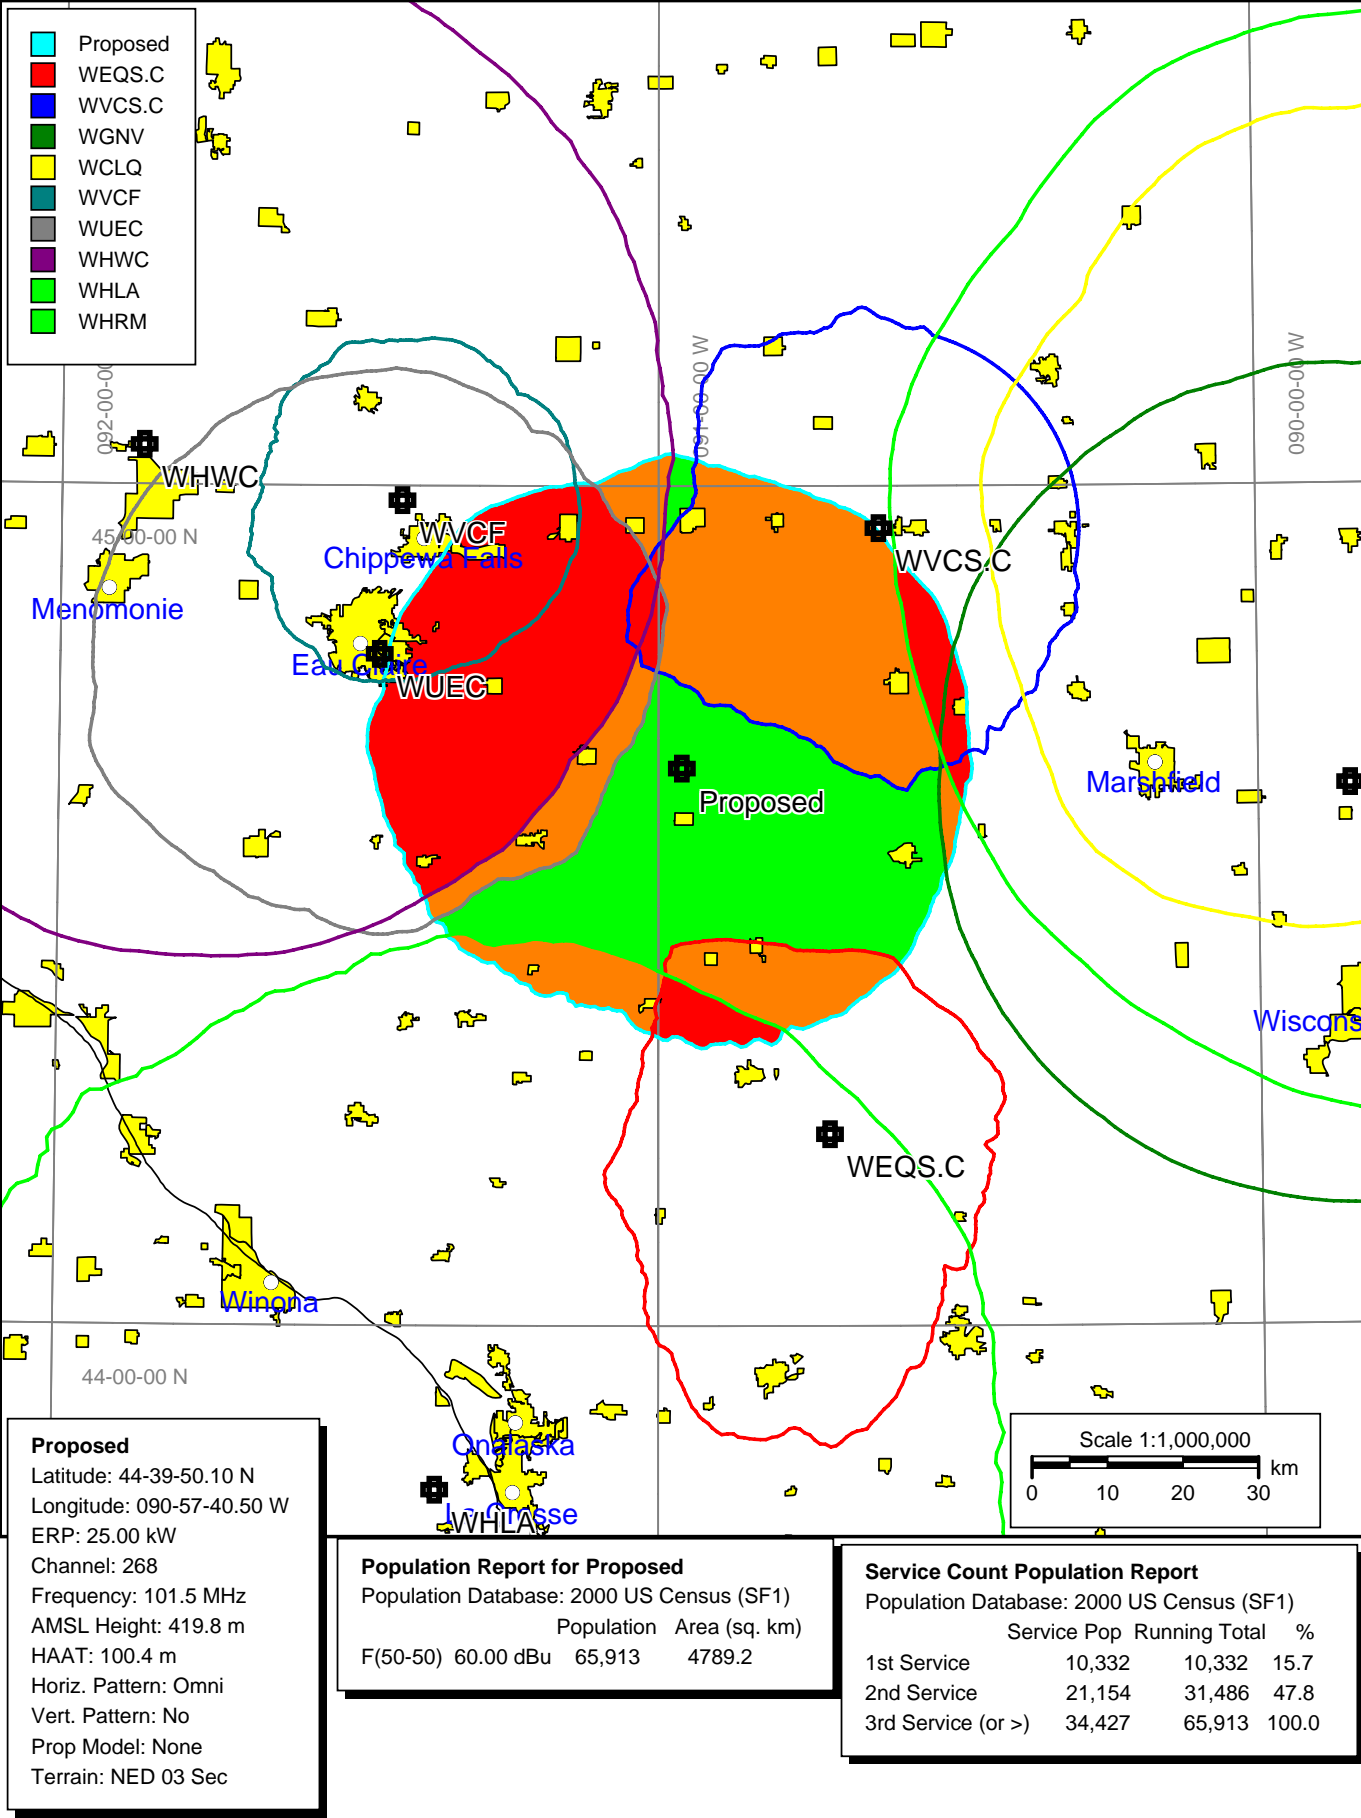 Proposed
WEQS.C
WVCS.C
WGNV
WCLQ
WVCF
WUEC
WHWC
WHLA
WHRM
092-00-00
091-00-00 W
090-00-00 W
WHWC
45-00-00 N
WVCF
Chippewa Falls
WVCS.C
Menomonie
Eau Claire
WUEC
Proposed
Marshfield
Wiscons
WEQS.C
Winona
44-00-00 N
Onalaska
La Crosse
WHLA
Scale 1:1,000,000
km
0 10 20 30
Proposed
Latitude: 44-39-50.10 N
Longitude: 090-57-40.50 W
ERP: 25.00 kW
Channel: 268
Frequency: 101.5 MHz
AMSL Height: 419.8 m
HAAT: 100.4 m
Horiz. Pattern: Omni
Vert. Pattern: No
Prop Model: None
Terrain: NED 03 Sec
Population Report for Proposed
Population Database: 2000 US Census (SF1)
Population Area (sq. km)
F(50-50) 60.00 dBu 65,913 4789.2
Service Count Population Report
Population Database: 2000 US Census (SF1)
Service Pop Running Total %
1st Service 10,332 10,332 15.7
2nd Service 21,154 31,486 47.8
3rd Service (or >) 34,427 65,913 100.0